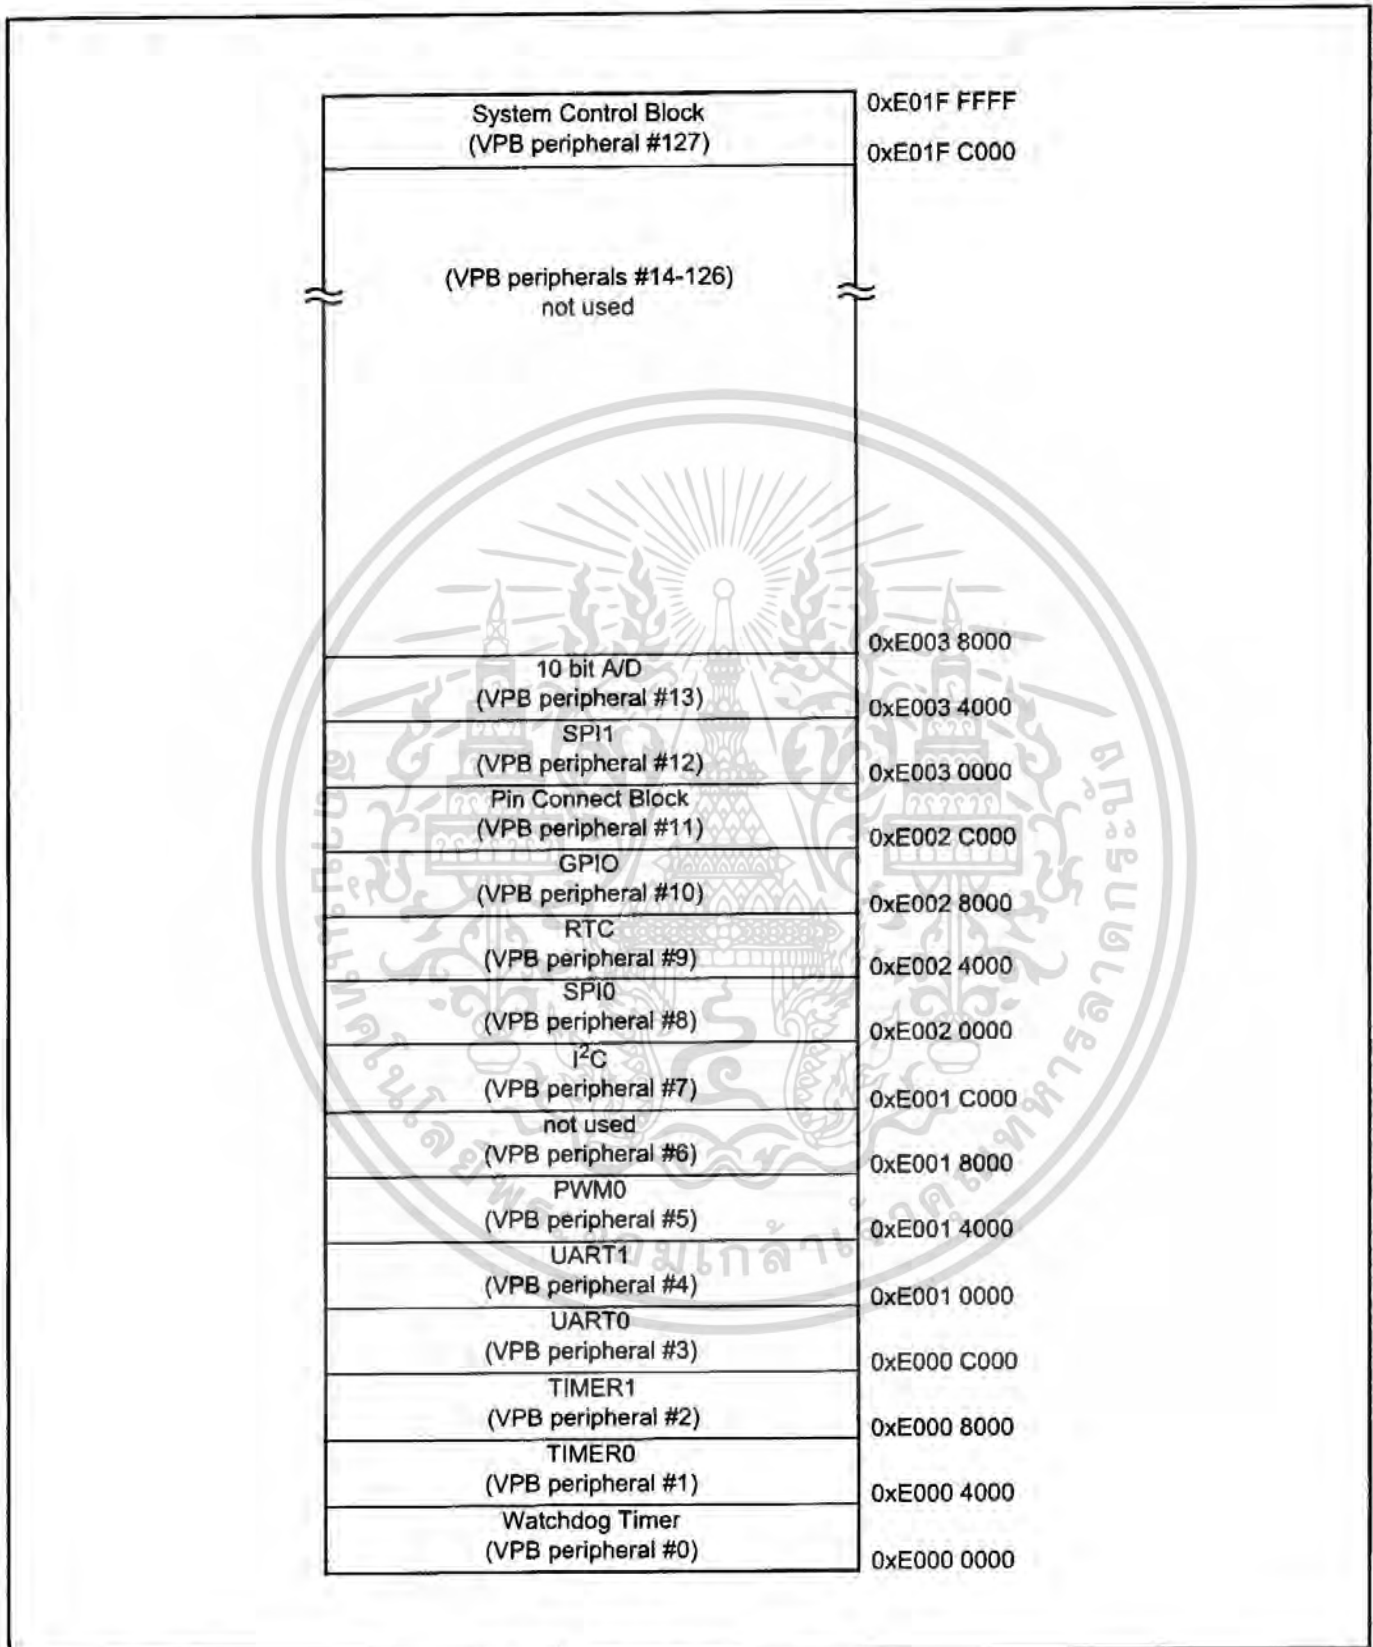 System Control Block
(VPB peripheral #127)
0xE01F FFFF
0xE01F C000
(VPB peripherals #14-126)
not used
0xE003 8000
10 bit A/D
(VPB peripheral #13)
0xE003 4000
SPI1
(VPB peripheral #12)
0xE003 0000
Pin Connect Block
(VPB peripheral #11)
0xE002 C000
GPIO
(VPB peripheral #10)
0xE002 8000
RTC
(VPB peripheral #9)
0xE002 4000
SPI0
(VPB peripheral #8)
0xE002 0000
I²C
(VPB peripheral #7)
0xE001 C000
not used
(VPB peripheral #6)
0xE001 8000
PWM0
(VPB peripheral #5)
0xE001 4000
UART1
(VPB peripheral #4)
0xE001 0000
UART0
(VPB peripheral #3)
0xE000 C000
TIMER1
(VPB peripheral #2)
0xE000 8000
TIMER0
(VPB peripheral #1)
0xE000 4000
Watchdog Timer
(VPB peripheral #0)
0xE000 0000